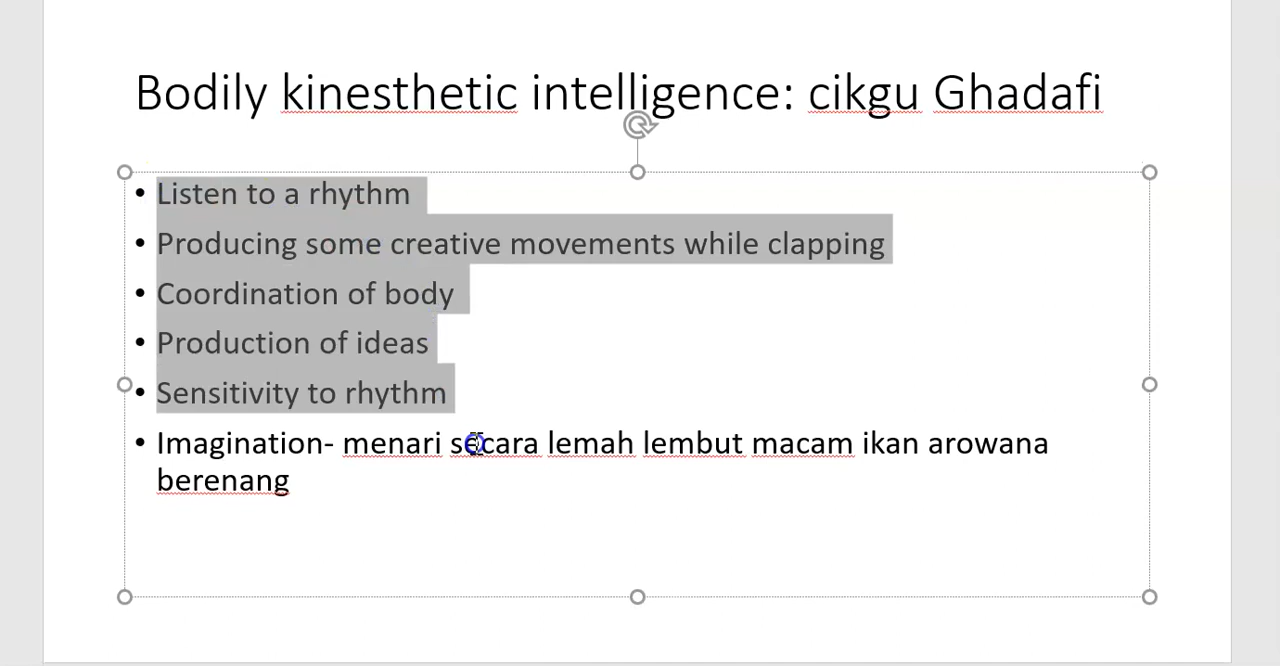 Bodily kinesthetic intelligence: cikgu Ghadafi
• Listen to a rhythm
• Producing some creative movements while clapping
• Coordination of body
• Production of ideas
• Sensitivity to rhythm
• Imagination- menari secara lemah lembut macam ikan arowana
berenang